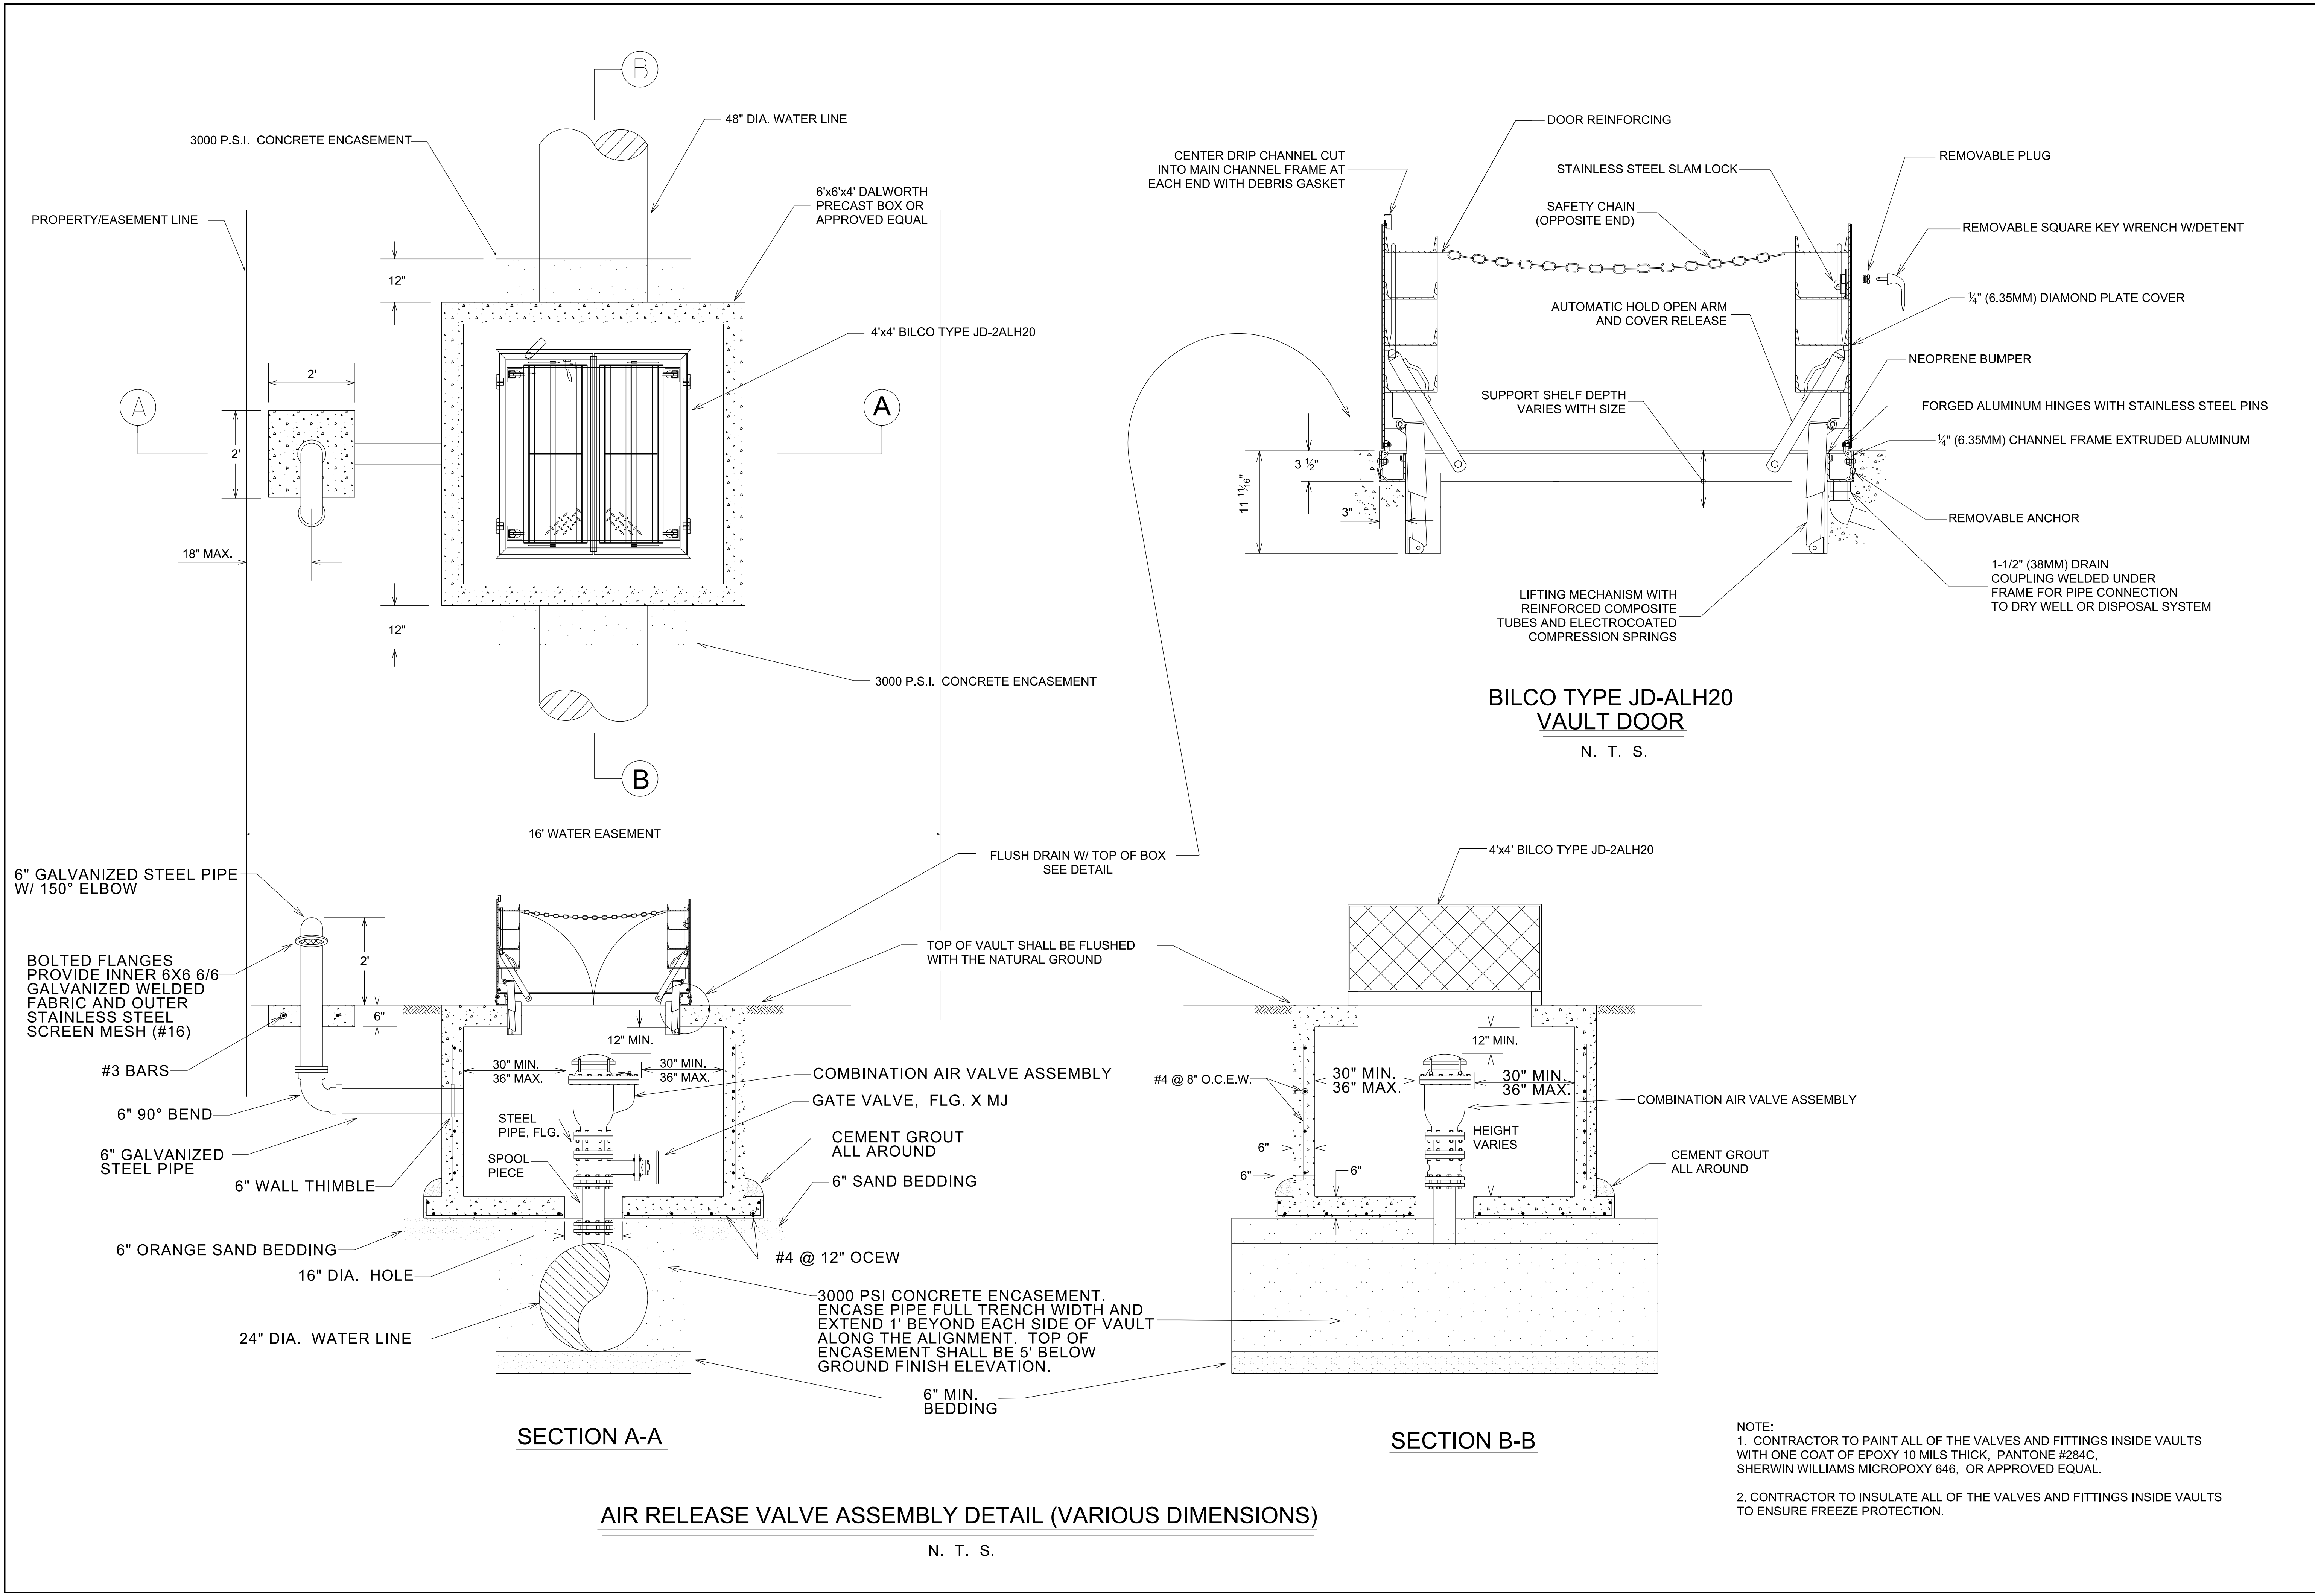 B
48" DIA. WATER LINE
3000 P.S.I. CONCRETE ENCASEMENT
6'x6'x4' DALWORTH
PRECAST BOX OR
APPROVED EQUAL
PROPERTY/EASEMENT LINE
12"
4'x4' BILCO TYPE JD-2ALH20
2'
A
A
2'
18" MAX.
12"
3000 P.S.I. CONCRETE ENCASEMENT
B
16' WATER EASEMENT
DOOR REINFORCING
CENTER DRIP CHANNEL CUT
INTO MAIN CHANNEL FRAME AT
EACH END WITH DEBRIS GASKET
STAINLESS STEEL SLAM LOCK
REMOVABLE PLUG
SAFETY CHAIN
(OPPOSITE END)
REMOVABLE SQUARE KEY WRENCH W/DETENT
AUTOMATIC HOLD OPEN ARM
AND COVER RELEASE
1/4" (6.35MM) DIAMOND PLATE COVER
NEOPRENE BUMPER
SUPPORT SHELF DEPTH
VARIES WITH SIZE
FORGED ALUMINUM HINGES WITH STAINLESS STEEL PINS
1/4" (6.35MM) CHANNEL FRAME EXTRUDED ALUMINUM
3 1/2"
11 11/16"
3"
REMOVABLE ANCHOR
1-1/2" (38MM) DRAIN
COUPLING WELDED UNDER
FRAME FOR PIPE CONNECTION
TO DRY WELL OR DISPOSAL SYSTEM
LIFTING MECHANISM WITH
REINFORCED COMPOSITE
TUBES AND ELECTROCOATED
COMPRESSION SPRINGS
BILCO TYPE JD-ALH20
VAULT DOOR
N. T. S.
6" GALVANIZED STEEL PIPE
W/ 150° ELBOW
FLUSH DRAIN W/ TOP OF BOX
SEE DETAIL
BOLTED FLANGES
PROVIDE INNER 6X6 6/6
GALVANIZED WELDED
FABRIC AND OUTER
STAINLESS STEEL
SCREEN MESH (#16)
2'
6"
TOP OF VAULT SHALL BE FLUSHED
WITH THE NATURAL GROUND
12" MIN.
30" MIN.
36" MAX.
30" MIN.
36" MAX.
#3 BARS
COMBINATION AIR VALVE ASSEMBLY
GATE VALVE, FLG. X MJ
6" 90° BEND
STEEL
PIPE, FLG.
CEMENT GROUT
ALL AROUND
6" GALVANIZED
STEEL PIPE
SPOOL
PIECE
6" WALL THIMBLE
6" SAND BEDDING
6" ORANGE SAND BEDDING
#4 @ 12" OCEW
16" DIA. HOLE
3000 PSI CONCRETE ENCASEMENT.
ENCASE PIPE FULL TRENCH WIDTH AND
EXTEND 1' BEYOND EACH SIDE OF VAULT
ALONG THE ALIGNMENT. TOP OF
ENCASEMENT SHALL BE 5' BELOW
GROUND FINISH ELEVATION.
24" DIA. WATER LINE
6" MIN.
BEDDING
SECTION A-A
4'x4' BILCO TYPE JD-2ALH20
12" MIN.
#4 @ 8" O.C.E.W.
30" MIN.
36" MAX.
30" MIN.
36" MAX.
COMBINATION AIR VALVE ASSEMBLY
HEIGHT
VARIES
6"
6"
6"
CEMENT GROUT
ALL AROUND
SECTION B-B
NOTE:
1. CONTRACTOR TO PAINT ALL OF THE VALVES AND FITTINGS INSIDE VAULTS
WITH ONE COAT OF EPOXY 10 MILS THICK, PANTONE #284C,
SHERWIN WILLIAMS MICROPOXY 646, OR APPROVED EQUAL.
2. CONTRACTOR TO INSULATE ALL OF THE VALVES AND FITTINGS INSIDE VAULTS
TO ENSURE FREEZE PROTECTION.
AIR RELEASE VALVE ASSEMBLY DETAIL (VARIOUS DIMENSIONS)
N. T. S.